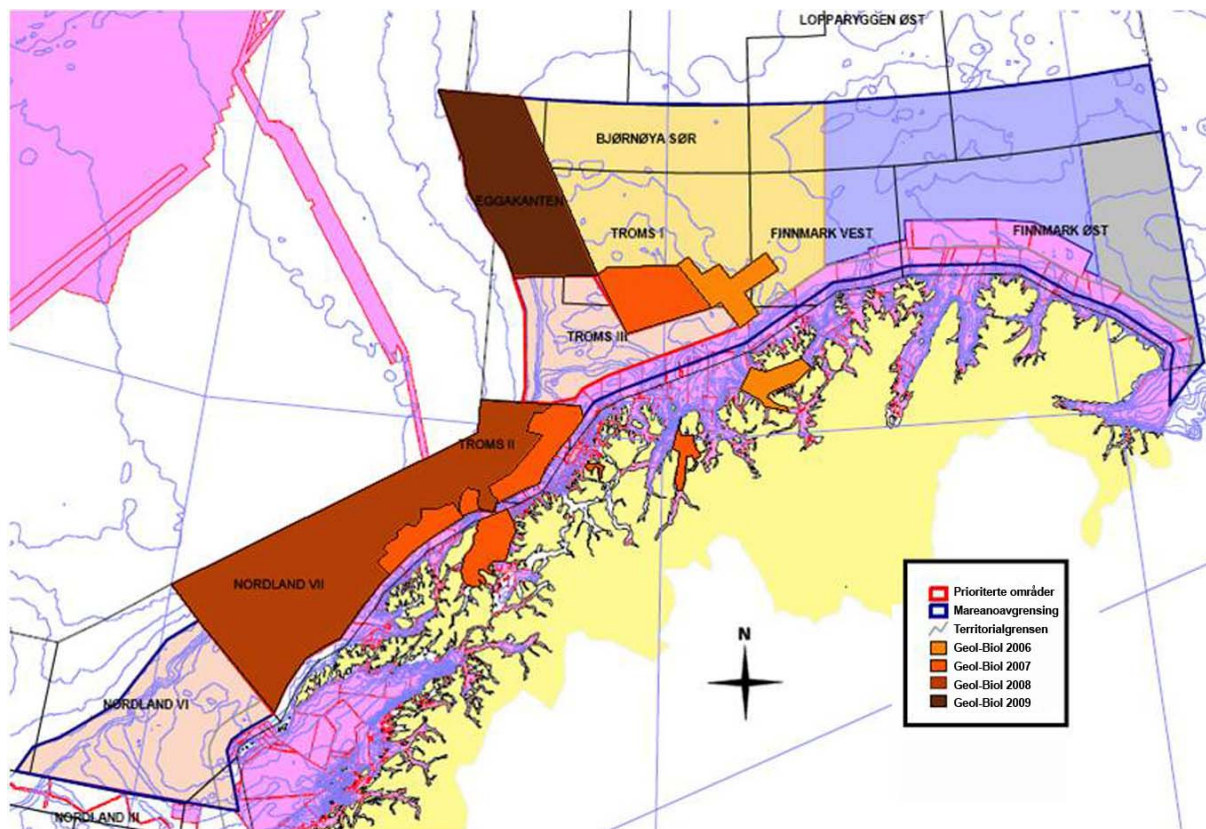 LOPPARYGGEN ØST
BJØRNØYA SØR
EGGAKANTEN
TROMS I
FINNMARK VEST
FINNMARK ØST
TROMS III
TROMS II
NORDLAND VII
NORDLAND VI
NORDLAND III
N
Prioriterte områder
Mareanoavgrensing
Territorialgrensen
Geol-Biol 2006
Geol-Biol 2007
Geol-Biol 2008
Geol-Biol 2009